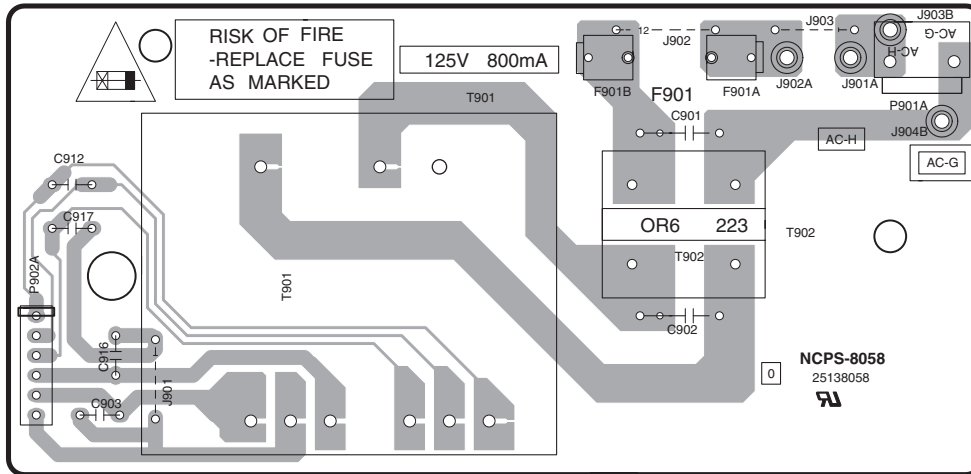 RISK OF FIRE
-REPLACE FUSE
AS MARKED
125V 800mA
T901
F901B
12
J902
F901
F901A
J903
J902A
J901A
J903B
AC-G
AC-H
P901A
J904B
AC-H
AC-G
C901
C912
C917
P902A
T901
OR6 223
T902
T902
C902
C916
J901
C903
0
NCPS-8058
25138058